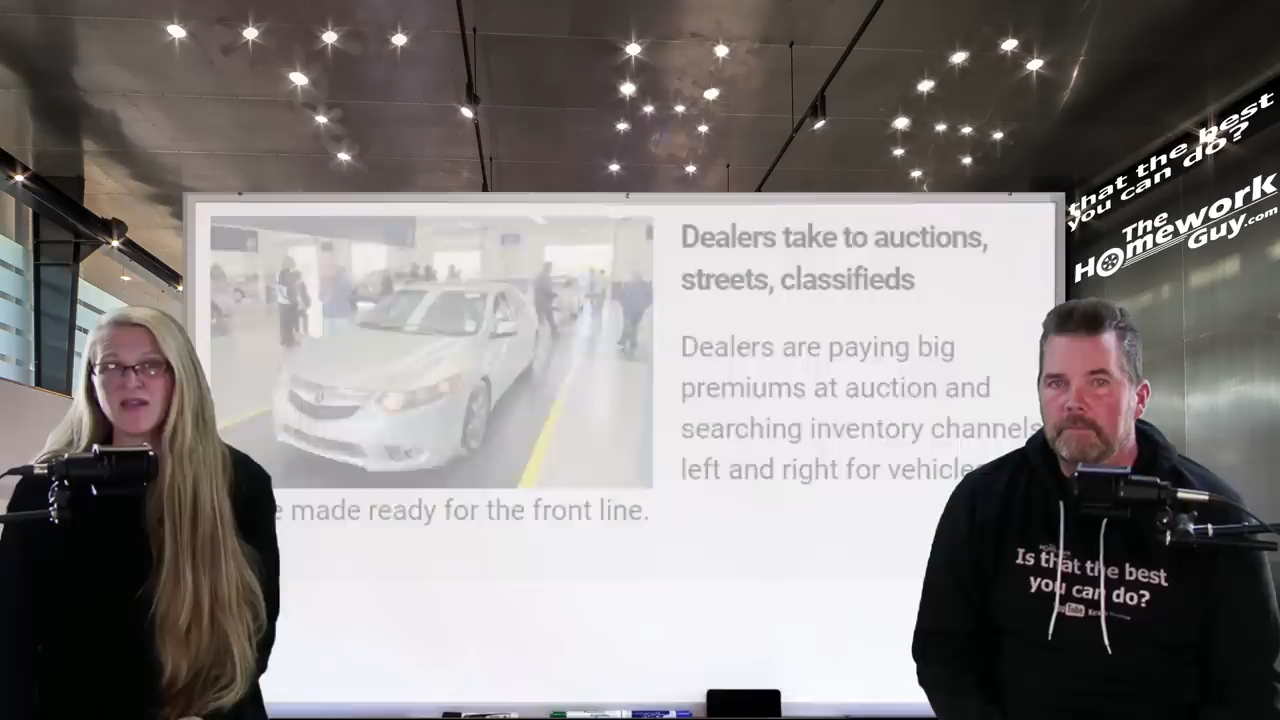 that the best
you can do?
The
Homework
Guy.com
Dealers take to auctions,
streets, classifieds
Dealers are paying big
premiums at auction and
searching inventory channels
left and right for vehicles
made ready for the front line.
Is that the best
you can do?